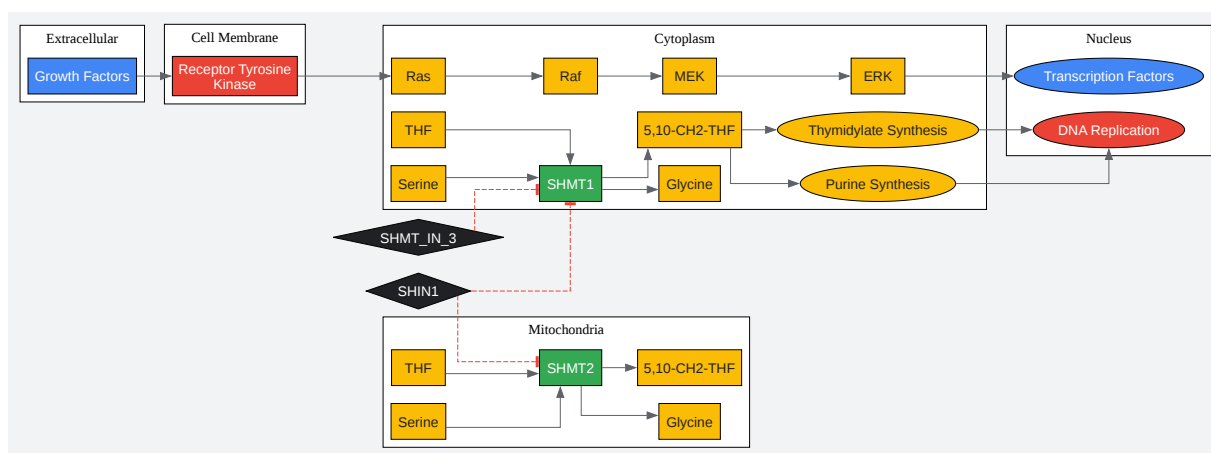 Extracellular
Growth Factors
Cell Membrane
Receptor Tyrosine
Kinase
Cytoplasm
Ras
Raf
MEK
ERK
THF
5,10-CH2-THF
Thymidylate Synthesis
Serine
SHMT1
Glycine
Purine Synthesis
Nucleus
Transcription Factors
DNA Replication
SHMT_IN_3
SHIN1
Mitochondria
THF
SHMT2
5,10-CH2-THF
Serine
Glycine